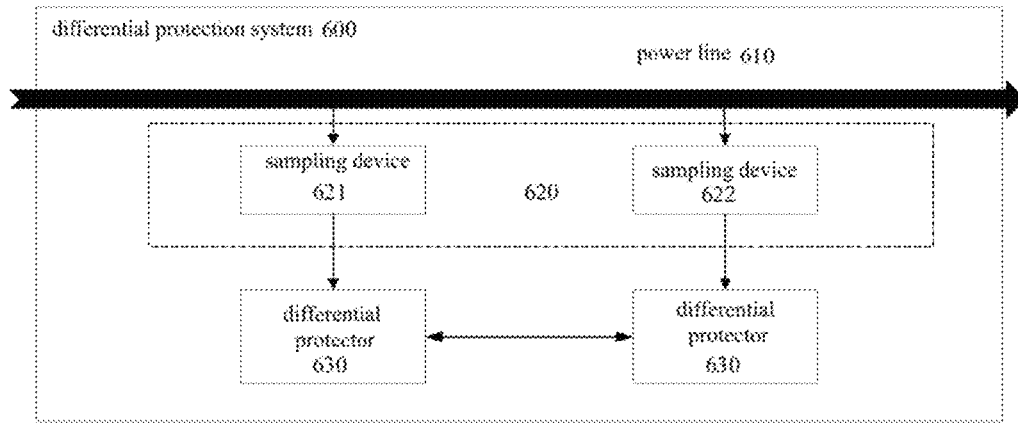 differential protection system 600
power line 610
sampling device
621
620
sampling device
622
differential
protector
630
differential
protector
630